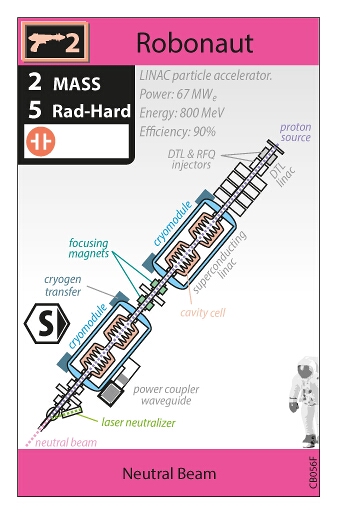 2
Robonaut
2 MASS
5 Rad-Hard
LINAC particle accelerator.
Power: 67 MWe
Energy: 800 MeV
Efficiency: 90%
proton
source
DTL & RFQ
injectors
DTL
linac
cryomodule
superconducting
linac
focusing
magnets
cryogen
transfer
cavity cell
S
cryomodule
power coupler
waveguide
laser neutralizer
neutral beam
CB056F
Neutral Beam